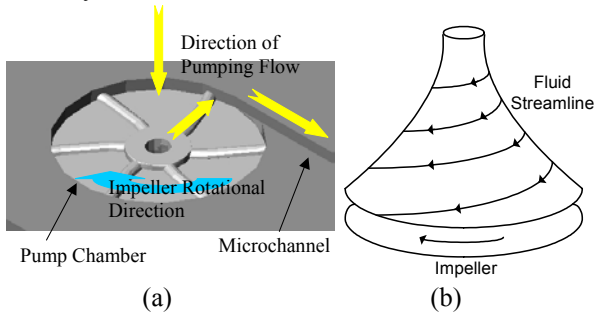 Direction of
Pumping Flow
Impeller Rotational
Direction
Pump Chamber
Microchannel
(a)
Fluid
Streamline
Impeller
(b)